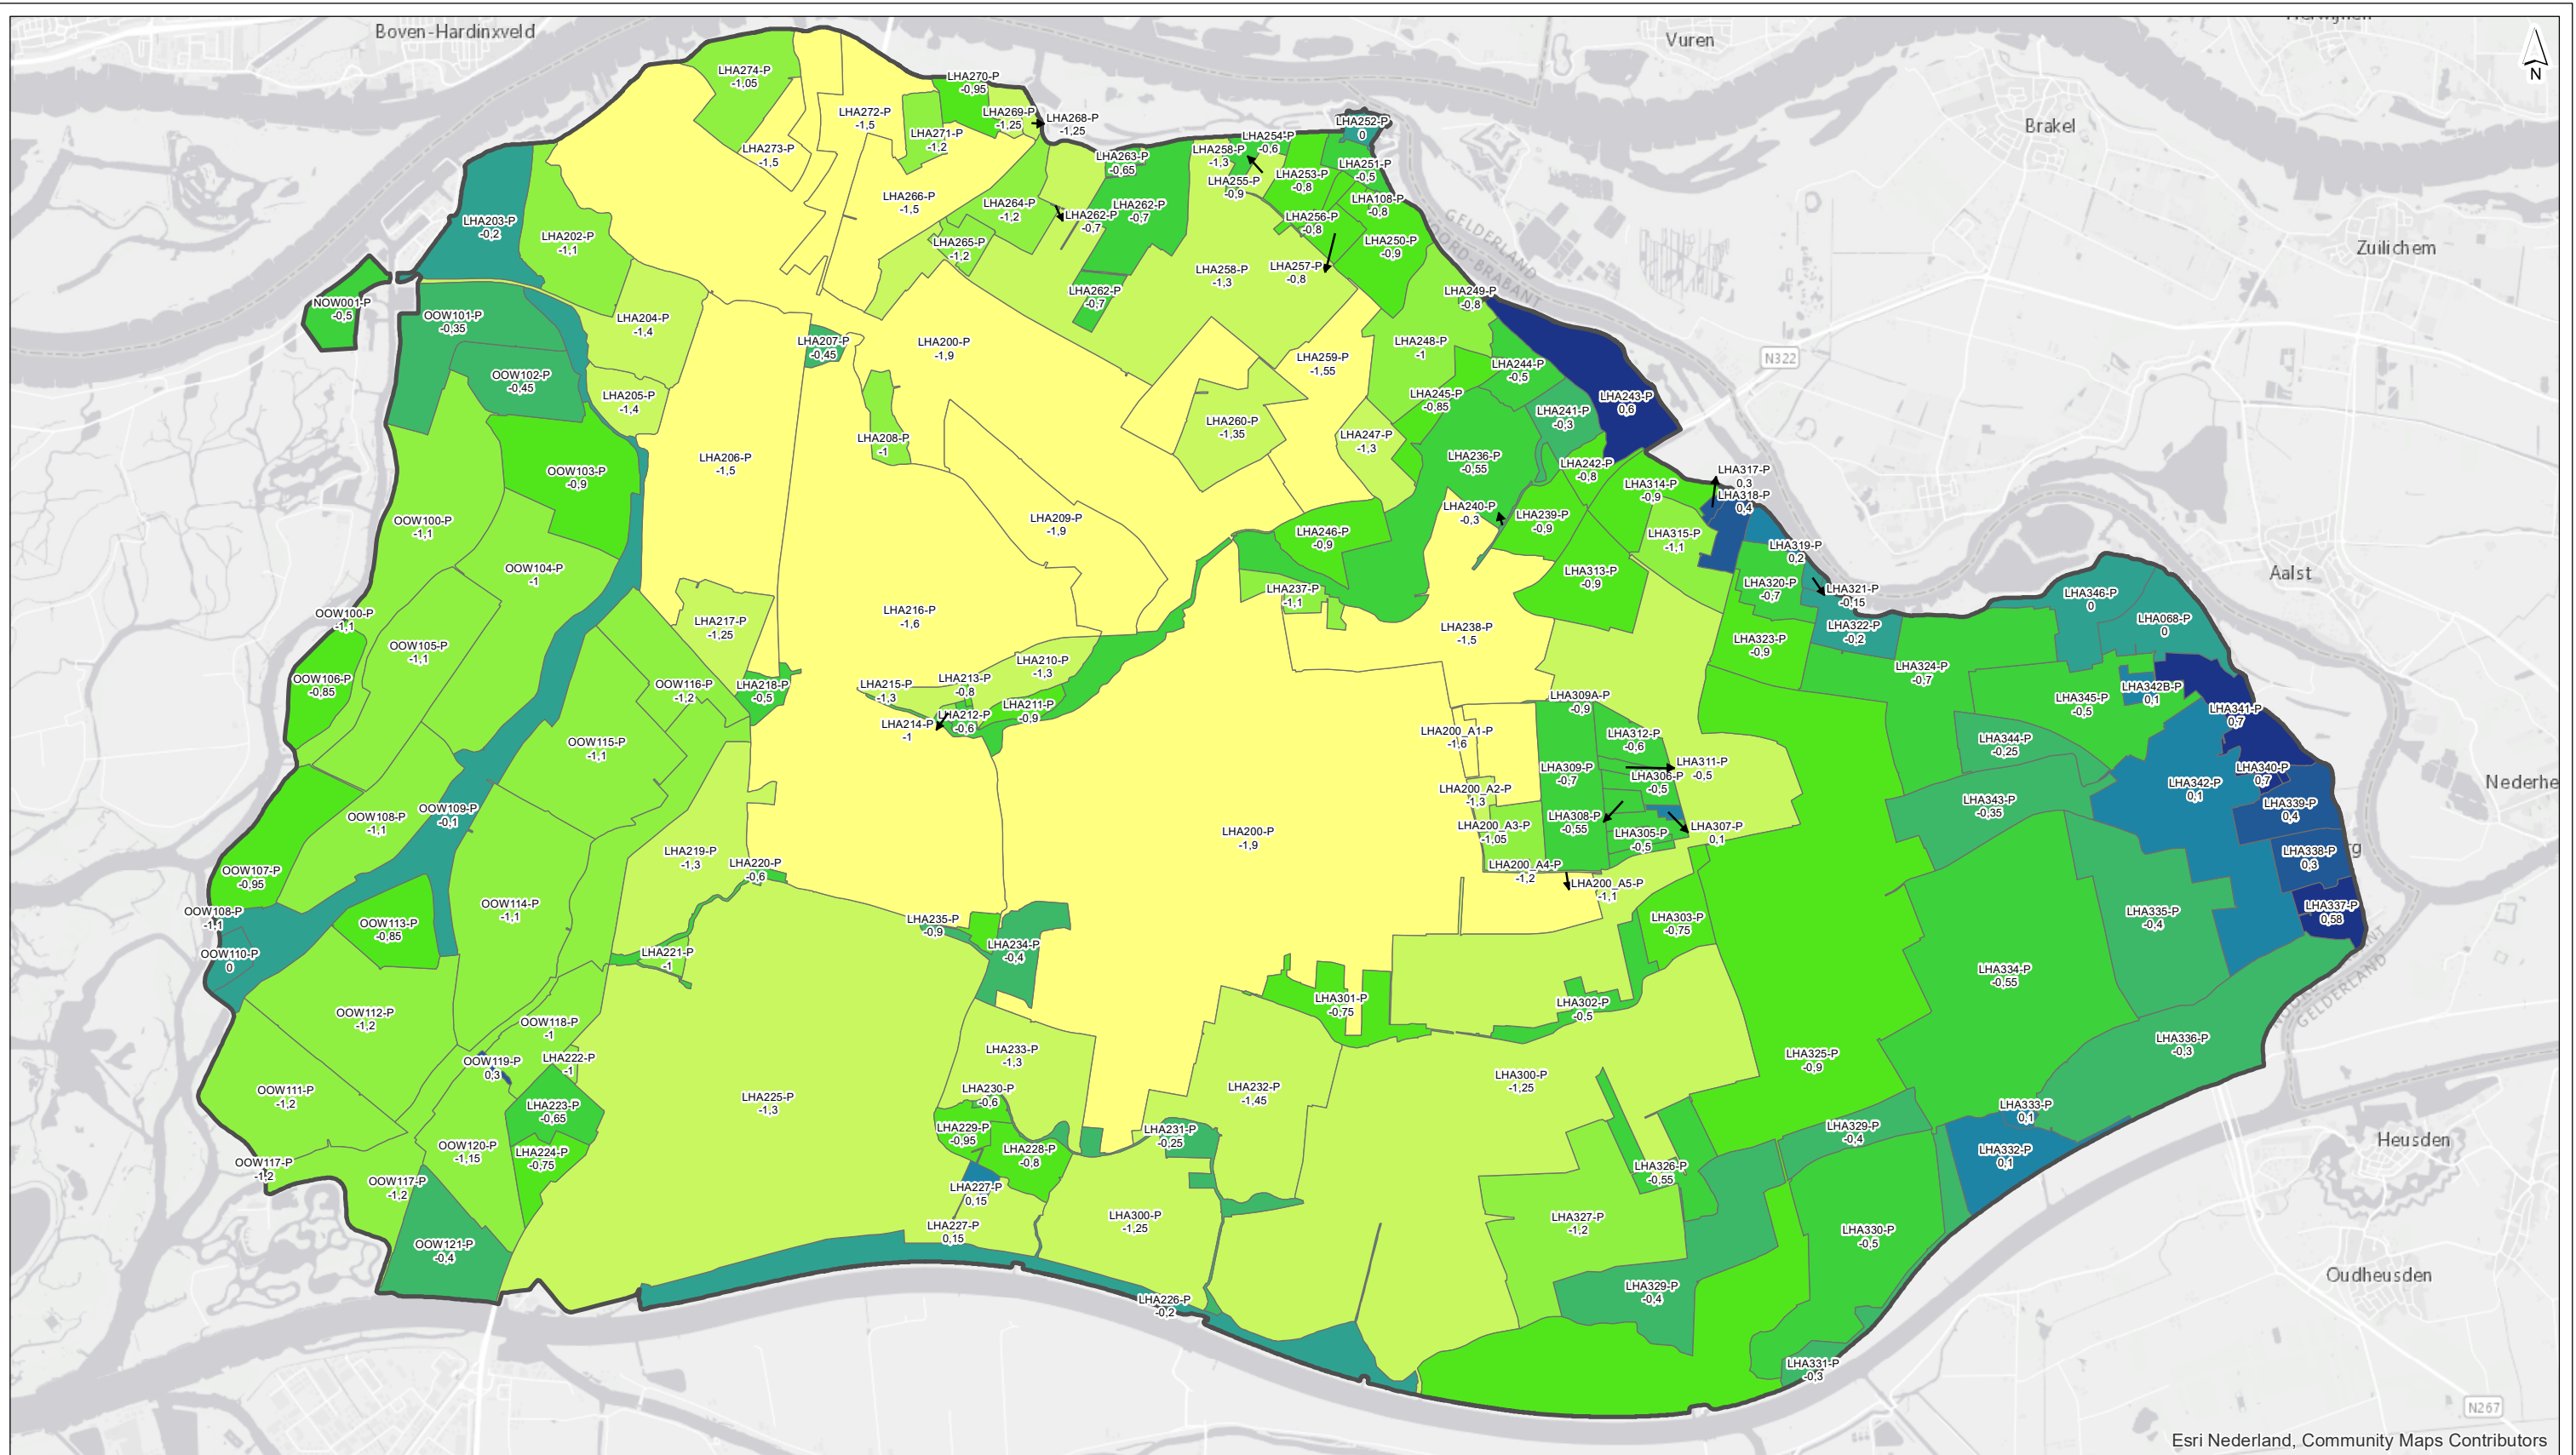 Boven-Hardinxveld
Vuren
Herwijnen
N
Brakel
Zuilichem
LHA274-P
-1,05
LHA270-P
-0,95
LHA272-P
-1,5
LHA269-P
-1,25
LHA268-P
-1,25
LHA271-P
-1,2
LHA273-P
-1,5
LHA252-P
0
LHA254-P
-0,6
LHA258-P
-1,3
LHA263-P
-0,65
LHA251-P
-0,5
LHA253-P
-0,8
LHA255-P
-0,9
LHA266-P
-1,5
LHA264-P
-1,2
LHA262-P
-0,7
LHA262-P
-0,7
LHA108-P
-0,8
LHA256-P
-0,8
LHA203-P
-0,2
LHA202-P
-1,1
LHA265-P
-1,2
LHA250-P
-0,9
LHA258-P
-1,3
LHA257-P
-0,8
GELDERLAND
NOORD-BRABANT
LHA262-P
-0,7
LHA249-P
-0,8
NOW001-P
-0,5
OOW101-P
-0,35
LHA204-P
-1,4
LHA207-P
-0,45
LHA200-P
-1,9
LHA248-P
-1
LHA259-P
-1,55
N322
LHA244-P
-0,5
OOW102-P
-0,45
LHA205-P
-1,4
LHA245-P
-0,85
LHA243-P
0,6
LHA241-P
-0,3
LHA260-P
-1,35
LHA247-P
-1,3
LHA208-P
-1
LHA206-P
-1,5
LHA236-P
-0,55
LHA242-P
-0,8
OOW103-P
-0,9
LHA317-P
0,3
LHA314-P
-0,9
LHA318-P
0,4
LHA240-P
-0,3
LHA239-P
-0,9
OOW100-P
-1,1
LHA209-P
-1,9
LHA246-P
-0,9
LHA315-P
-1,1
LHA319-P
0,2
OOW104-P
-1
LHA313-P
-0,9
LHA320-P
-0,7
LHA321-P
-0,15
Aalst
LHA237-P
-1,1
LHA346-P
0
LHA068-P
0
OOW100-P
-1,1
LHA216-P
-1,6
LHA217-P
-1,25
LHA238-P
-1,5
LHA322-P
-0,2
LHA323-P
-0,9
OOW105-P
-1,1
LHA210-P
-1,3
LHA324-P
-0,7
OOW106-P
-0,85
OOW116-P
-1,2
LHA218-P
-0,5
LHA215-P
-1,3
LHA213-P
-0,8
LHA211-P
-0,9
LHA309A-P
-0,9
LHA345-P
-0,5
LHA342B-P
0,1
LHA341-P
0,7
LHA214-P
-1
LHA212-P
-0,6
LHA200_A1-P
-1,6
LHA312-P
-0,6
LHA344-P
-0,25
OOW115-P
-1,1
LHA309-P
-0,7
LHA311-P
-0,5
LHA306-P
-0,5
LHA340-P
0,7
LHA342-P
0,1
Nederhe
LHA200_A2-P
-1,3
LHA343-P
-0,35
LHA339-P
0,4
OOW109-P
-0,1
OOW108-P
-1,1
LHA200-P
-1,9
LHA200_A3-P
-1,05
LHA308-P
-0,55
LHA305-P
-0,5
LHA307-P
0,1
LHA219-P
-1,3
LHA220-P
-0,6
LHA338-P
0,3
rg
OOW107-P
-0,95
LHA200_A4-P
-1,2
LHA200_A5-P
-1,1
OOW114-P
-1,1
OOW108-P
-1,1
OOW113-P
-0,85
LHA235-P
-0,9
LHA303-P
-0,75
LHA335-P
-0,4
LHA337-P
0,58
OOW110-P
0
LHA221-P
-1
LHA234-P
-0,4
LHA334-P
-0,55
LHA301-P
-0,75
LHA302-P
-0,5
GELDERLAND
OOW112-P
-1,2
OOW118-P
-1
LHA336-P
-0,3
LHA233-P
-1,3
LHA325-P
-0,9
OOW119-P
0,3
LHA222-P
-1
LHA300-P
-1,25
OOW111-P
-1,2
LHA225-P
-1,3
LHA230-P
-0,6
LHA232-P
-1,45
LHA223-P
-0,65
LHA333-P
0,1
LHA229-P
-0,95
LHA231-P
-0,25
LHA329-P
-0,4
Heusden
OOW120-P
-1,15
LHA224-P
-0,75
LHA228-P
-0,8
LHA332-P
0,1
OOW117-P
-1,2
LHA326-P
-0,55
OOW117-P
-1,2
LHA227-P
0,15
LHA300-P
-1,25
LHA327-P
-1,2
LHA227-P
0,15
LHA330-P
-0,5
OOW121-P
-0,4
Oudheusden
LHA329-P
-0,4
LHA226-P
-0,2
LHA331-P
-0,3
N267
Esri Nederland, Community Maps Contributors